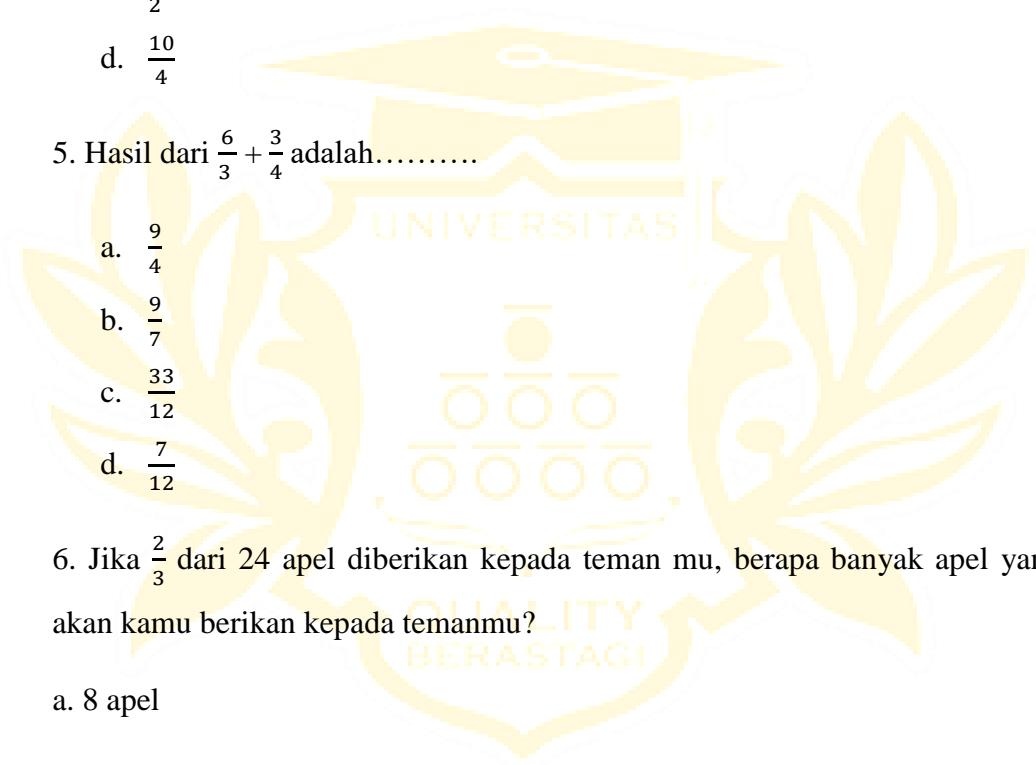 2
d. 10/4
5. Hasil dari 6/3 + 3/4 adalah……….
a. 9/4
b. 9/7
c. 33/12
d. 7/12
6. Jika 2/3 dari 24 apel diberikan kepada teman mu, berapa banyak apel
akan kamu berikan kepada temanmu?
a. 8 apel
UNIVERSITAS
QUALITY
BERASTAGI